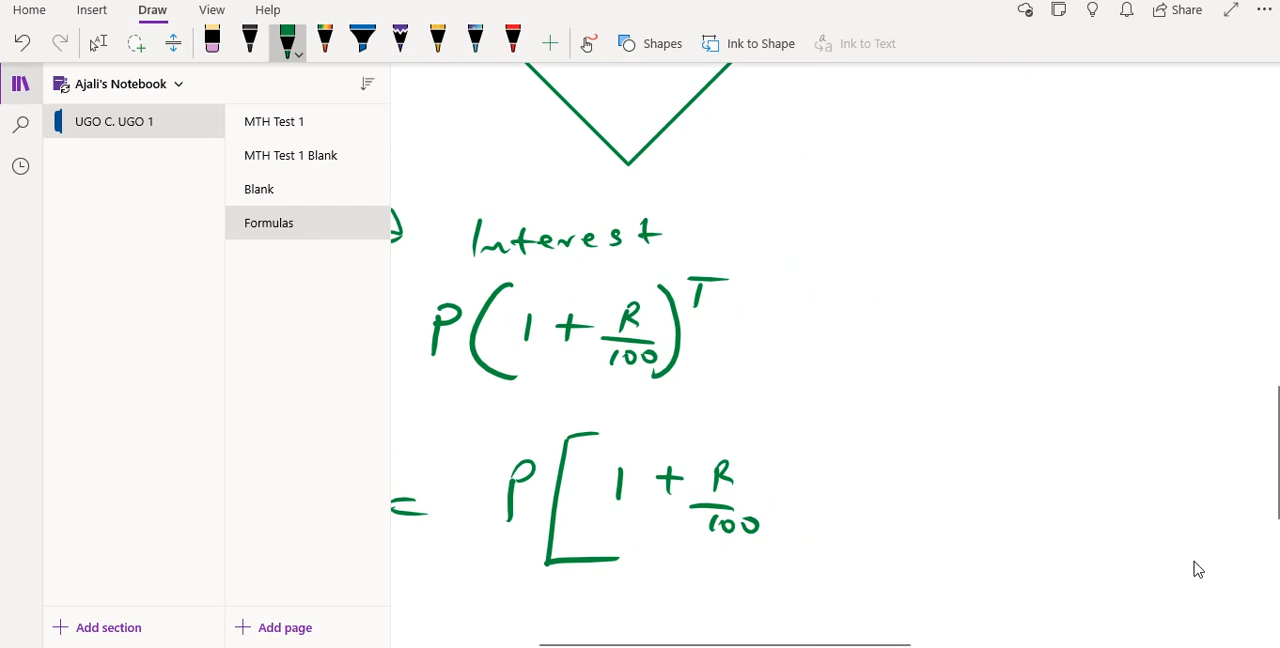 Home Insert Draw View Help
Share
Shapes Ink to Shape Ink to Text
Ajali's Notebook
UGO C. UGO 1
MTH Test 1
MTH Test 1 Blank
Blank
Formulas
Interest
P(1 + R/100)^T
= P[1 + R/100
Add section
Add page